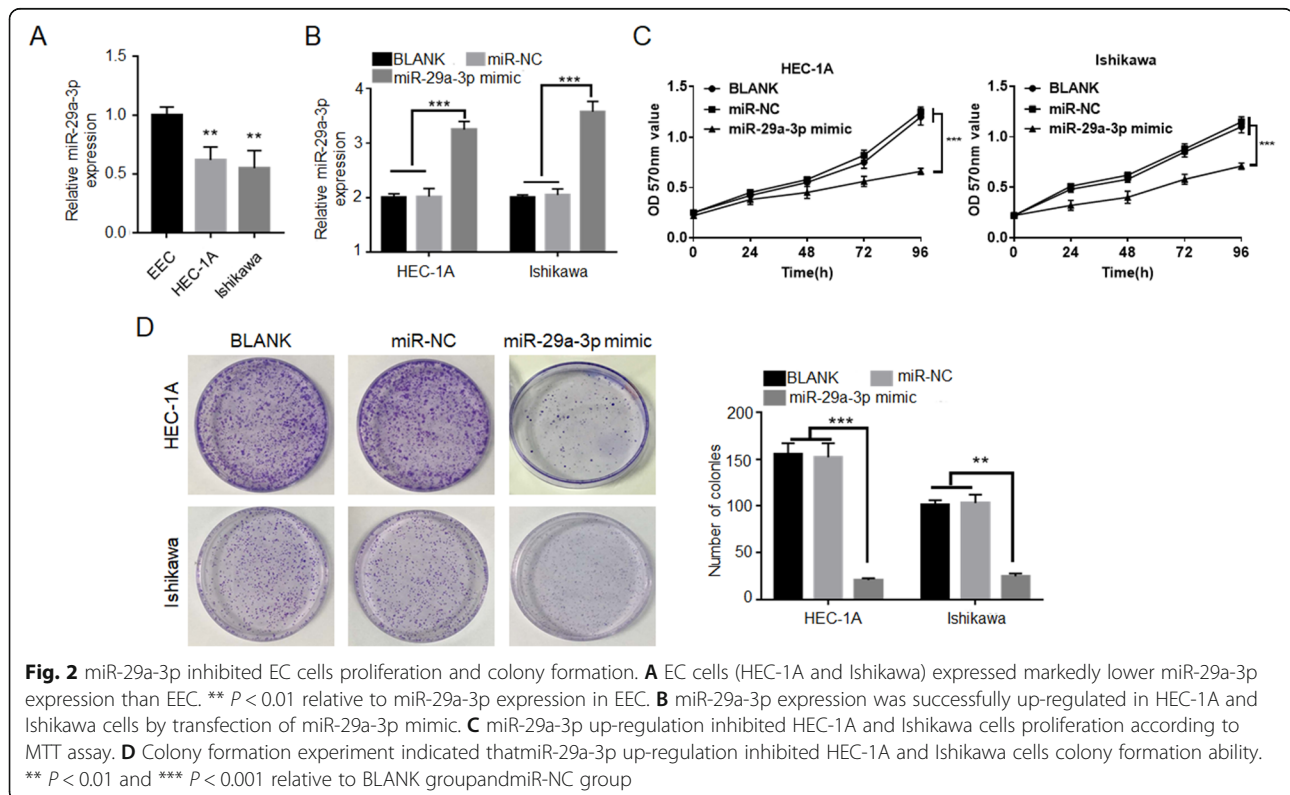 A
Relative miR-29a-3p
expression
1.5
1.0
0.5
0.0
**
**
EEC
HEC-1A
Ishikawa
B
BLANK
miR-NC
miR-29a-3p mimic
Relative miR-29a-3p
expression
4
3
2
1
***
***
HEC-1A
Ishikawa
C
HEC-1A
BLANK
miR-NC
miR-29a-3p mimic
OD 570nm value
1.5
1.0
0.5
0.0
***
0 24 48 72 96
Time(h)
Ishikawa
BLANK
miR-NC
miR-29a-3p mimic
OD 570nm value
1.5
1.0
0.5
0.0
***
0 24 48 72 96
Time(h)
D
BLANK miR-NC miR-29a-3p mimic
HEC-1A
Ishikawa
BLANK
miR-NC
miR-29a-3p mimic
Number of colonies
200
150
100
50
0
***
**
HEC-1A
Ishikawa
Fig. 2 miR-29a-3p inhibited EC cells proliferation and colony formation. A EC cells (HEC-1A and Ishikawa) expressed markedly lower miR-29a-3p
expression than EEC. ** P < 0.01 relative to miR-29a-3p expression in EEC. B miR-29a-3p expression was successfully up-regulated in HEC-1A and
Ishikawa cells by transfection of miR-29a-3p mimic. C miR-29a-3p up-regulation inhibited HEC-1A and Ishikawa cells proliferation according to
MTT assay. D Colony formation experiment indicated thatmiR-29a-3p up-regulation inhibited HEC-1A and Ishikawa cells colony formation ability.
** P < 0.01 and *** P < 0.001 relative to BLANK groupandmiR-NC group